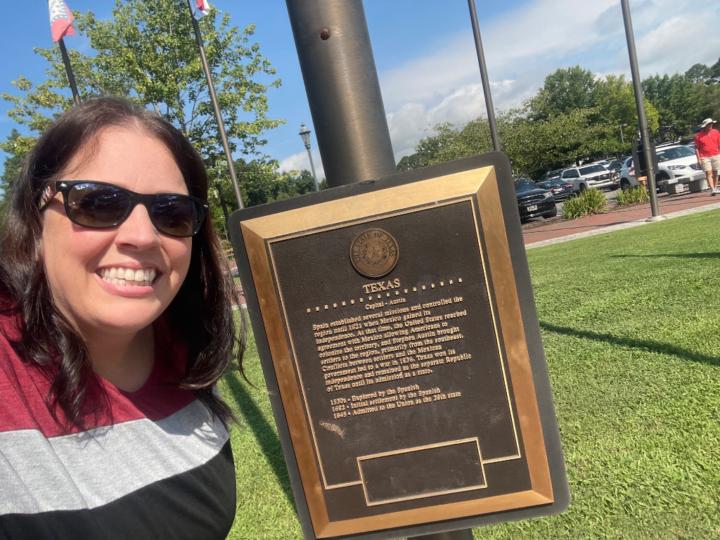 TEXAS
Capital • Austin
Spain established several missions and controlled the
region until 1821 when Mexico gained its
independence. At that time, the United States reached
agreement with Mexico allowing Americans to
colonize the territory, and Stephen Austin brought
settlers to the region, primarily from the southeast.
Conflicts between settlers and the Mexican
government led to a war in 1836. Texas won its
independence and remained as the separate Republic
of Texas until its admission as a state.
1530s • Explored by the Spanish
1682 • Initial settlement by the Spanish
1845 • Admitted to the Union as the 28th state